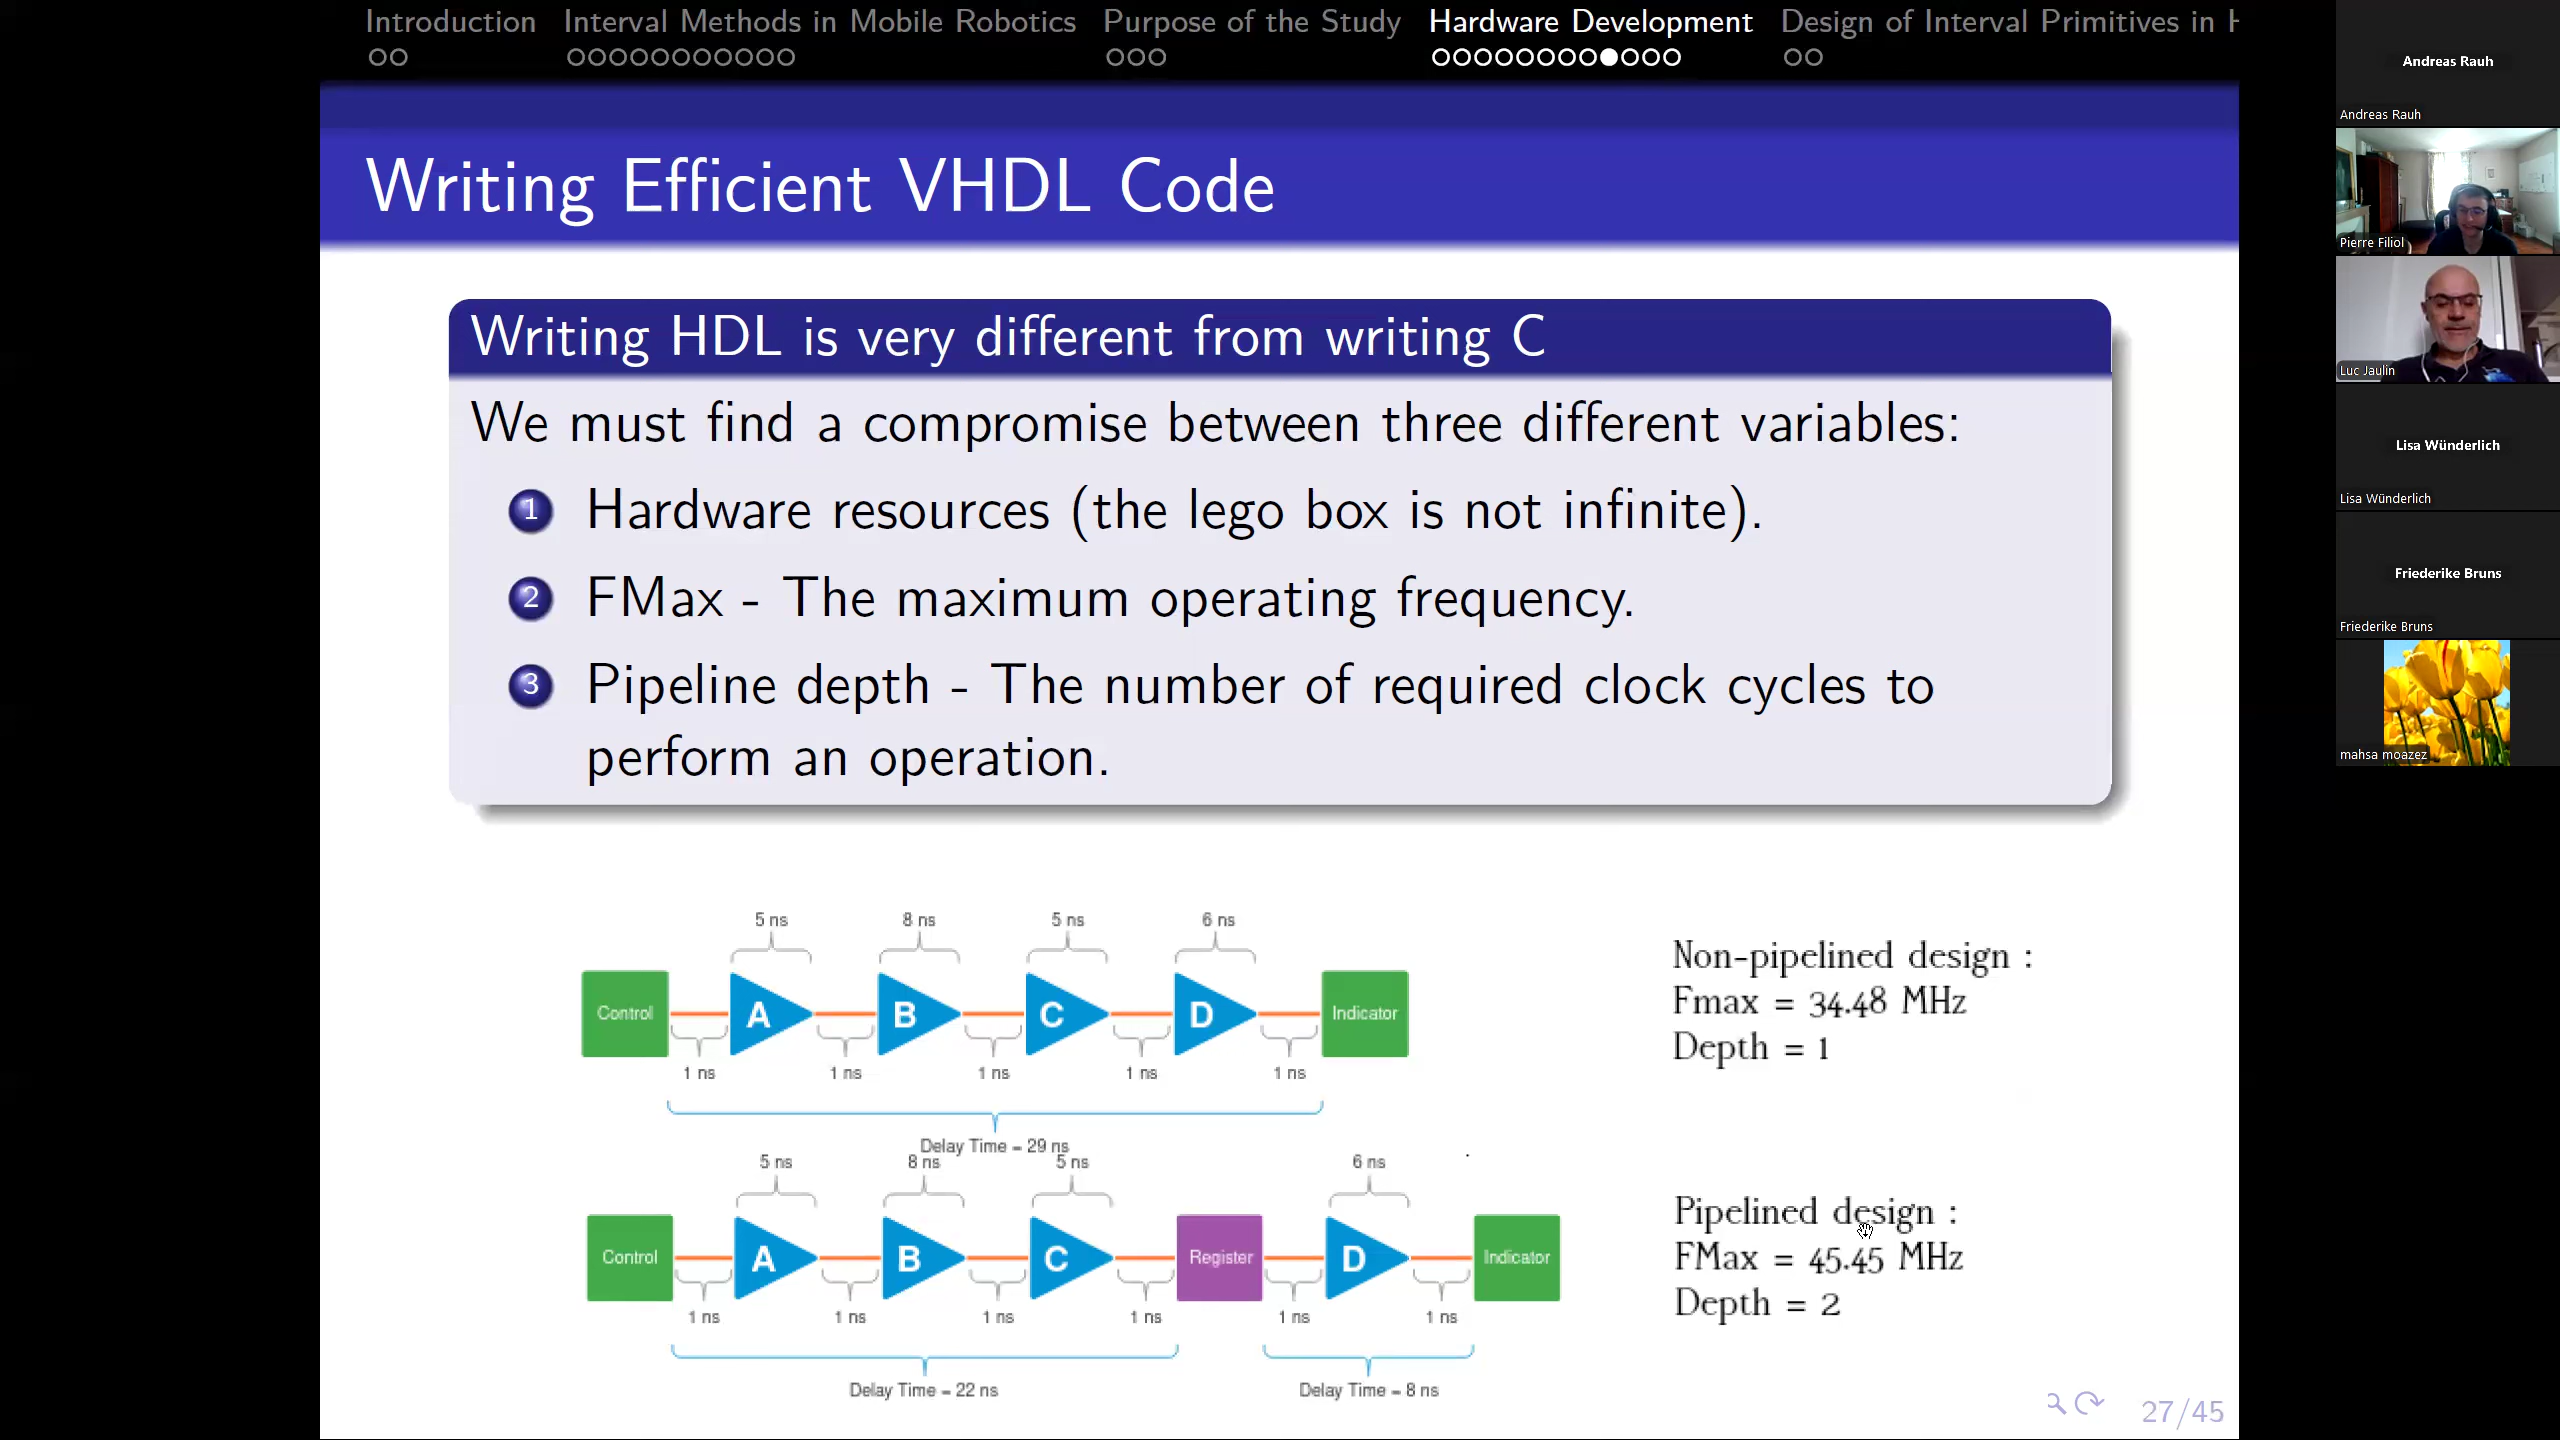 Introduction
Interval Methods in Mobile Robotics
Purpose of the Study
Hardware Development
Design of Interval Primitives in H
Writing Efficient VHDL Code
Writing HDL is very different from writing C
We must find a compromise between three different variables:
1 Hardware resources (the lego box is not infinite).
2 FMax - The maximum operating frequency.
3 Pipeline depth - The number of required clock cycles to
perform an operation.
5 ns 8 ns 5 ns 6 ns
Control A B C D Indicator
1 ns 1 ns 1 ns 1 ns 1 ns
Delay Time = 29 ns
Non-pipelined design :
Fmax = 34.48 MHz
Depth = 1
5 ns 8 ns 5 ns 6 ns
Control A B C Register D Indicator
1 ns 1 ns 1 ns 1 ns 1 ns 1 ns
Delay Time = 22 ns Delay Time = 8 ns
Pipelined design :
FMax = 45.45 MHz
Depth = 2
27/45
Andreas Rauh
Andreas Rauh
Pierre Filiol
Luc Jaulin
Lisa Wünderlich
Lisa Wünderlich
Friederike Bruns
Friederike Bruns
mahsa moazez